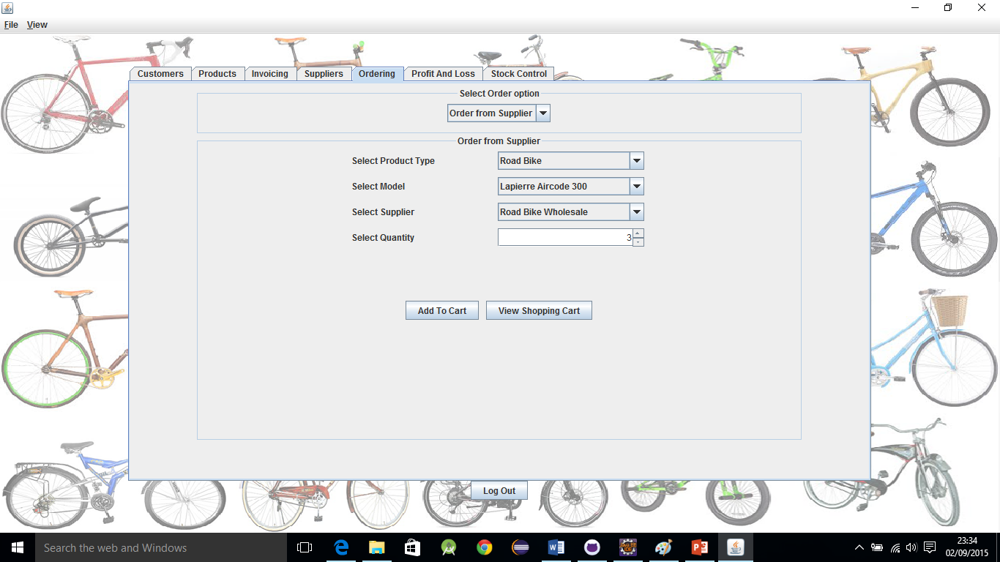 File View
Customers Products Invoicing Suppliers Ordering Profit And Loss Stock Control
Select Order option
Order from Supplier
Order from Supplier
Select Product Type Road Bike
Select Model Lapierre Aircode 300
Select Supplier Road Bike Wholesale
Select Quantity 3
Add To Cart View Shopping Cart
Log Out
Search the web and Windows
23:34
02/09/2015